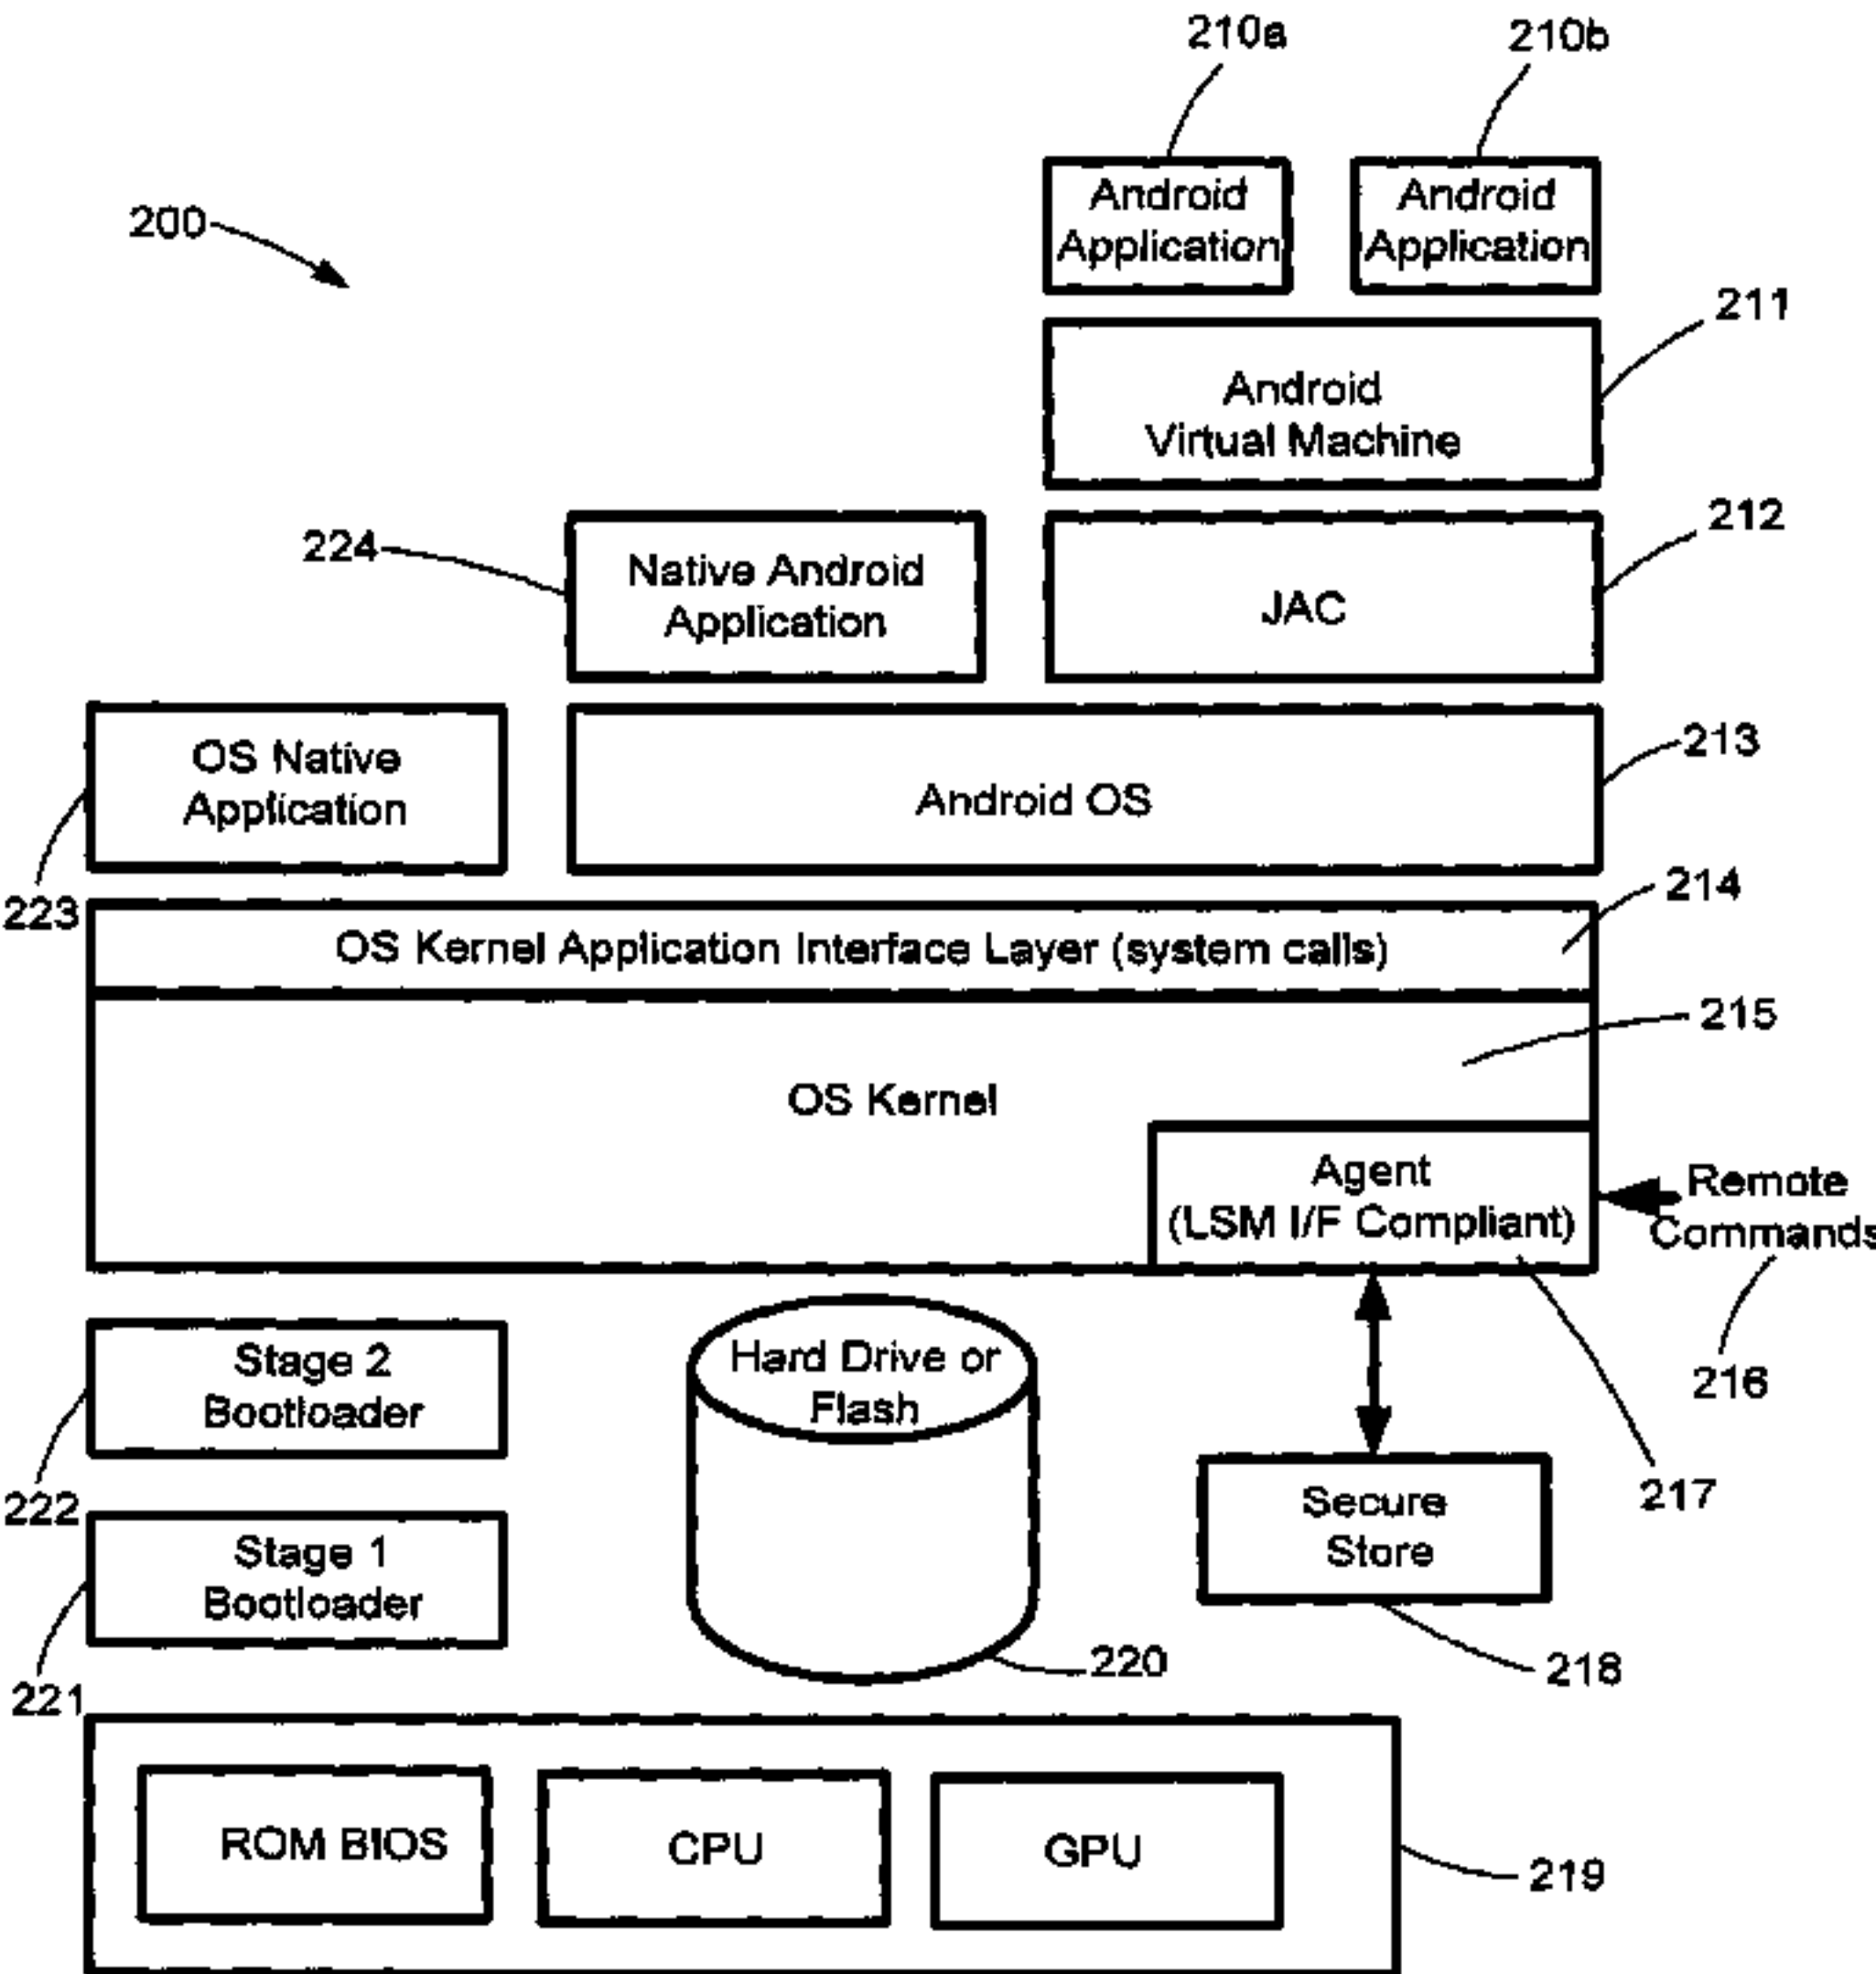 210a
210b
200
Android
Application
Android
Application
211
Android
Virtual Machine
212
224
Native Android
Application
JAC
213
OS Native
Application
Android OS
223
214
OS Kernel Application Interface Layer (system calls)
215
OS Kernel
Agent
(LSM I/F Compliant)
Remote
Commands
216
Stage 2
Bootloader
Hard Drive or
Flash
222
217
Secure
Store
Stage 1
Bootloader
220
218
221
ROM BIOS
CPU
GPU
219